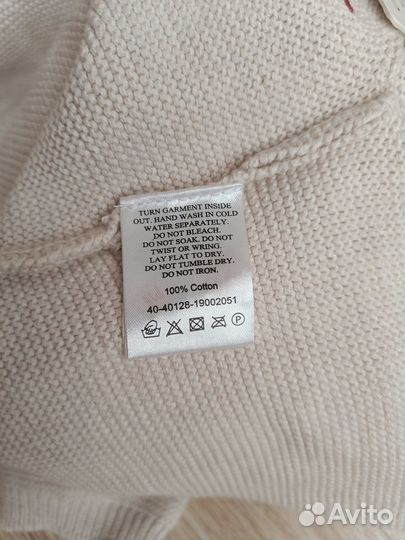 TURN GARMENT INSIDE
OUT. HAND WASH IN COLD
WATER SEPARATELY.
DO NOT BLEACH.
DO NOT SOAK. DO NOT
TWIST OR WRING.
LAY FLAT TO DRY.
DO NOT TUMBLE DRY.
DO NOT IRON.
100% Cotton
40-40128-19002051
P
Avito